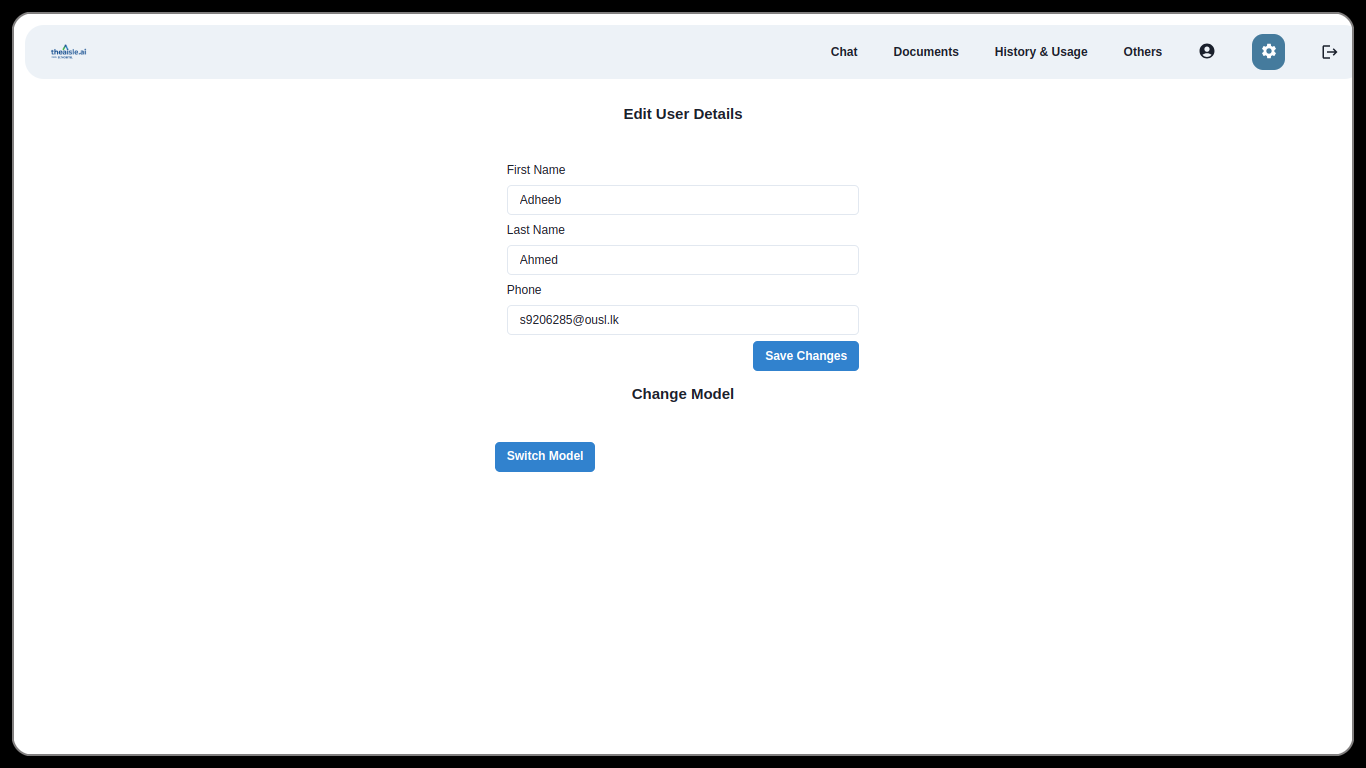 theaisle.ai
Chat Documents History & Usage Others
Edit User Details
First Name
Adheeb
Last Name
Ahmed
Phone
s9206285@ousl.lk
Save Changes
Change Model
Switch Model